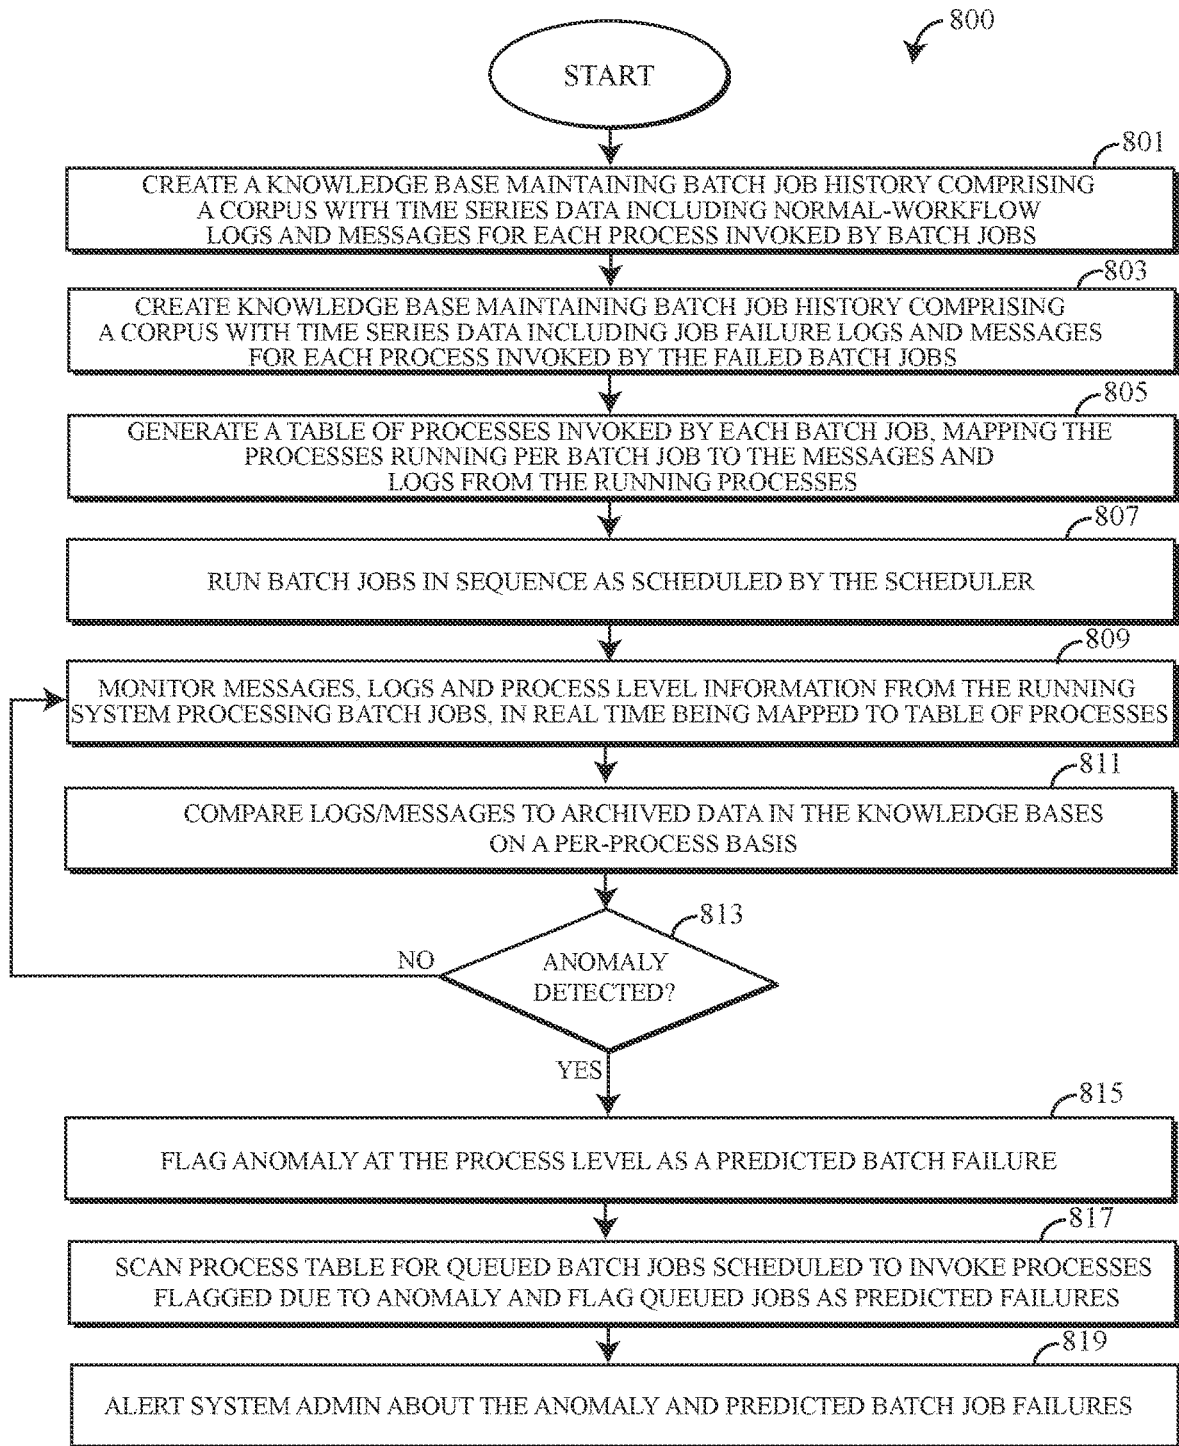 800
START
801
CREATE A KNOWLEDGE BASE MAINTAINING BATCH JOB HISTORY COMPRISING
A CORPUS WITH TIME SERIES DATA INCLUDING NORMAL-WORKFLOW
LOGS AND MESSAGES FOR EACH PROCESS INVOKED BY BATCH JOBS
803
CREATE KNOWLEDGE BASE MAINTAINING BATCH JOB HISTORY COMPRISING
A CORPUS WITH TIME SERIES DATA INCLUDING JOB FAILURE LOGS AND MESSAGES
FOR EACH PROCESS INVOKED BY THE FAILED BATCH JOBS
805
GENERATE A TABLE OF PROCESSES INVOKED BY EACH BATCH JOB, MAPPING THE
PROCESSES RUNNING PER BATCH JOB TO THE MESSAGES AND
LOGS FROM THE RUNNING PROCESSES
807
RUN BATCH JOBS IN SEQUENCE AS SCHEDULED BY THE SCHEDULER
809
MONITOR MESSAGES, LOGS AND PROCESS LEVEL INFORMATION FROM THE RUNNING
SYSTEM PROCESSING BATCH JOBS, IN REAL TIME BEING MAPPED TO TABLE OF PROCESSES
811
COMPARE LOGS/MESSAGES TO ARCHIVED DATA IN THE KNOWLEDGE BASES
ON A PER-PROCESS BASIS
813
NO
ANOMALY
DETECTED?
YES
815
FLAG ANOMALY AT THE PROCESS LEVEL AS A PREDICTED BATCH FAILURE
817
SCAN PROCESS TABLE FOR QUEUED BATCH JOBS SCHEDULED TO INVOKE PROCESSES
FLAGGED DUE TO ANOMALY AND FLAG QUEUED JOBS AS PREDICTED FAILURES
819
ALERT SYSTEM ADMIN ABOUT THE ANOMALY AND PREDICTED BATCH JOB FAILURES